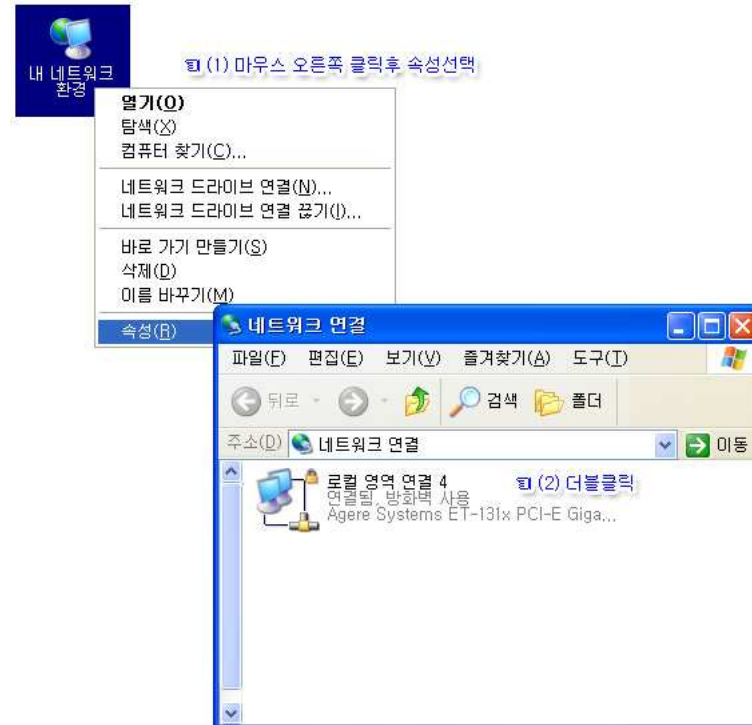 내 네트워크
환경
(1) 마우스 오른쪽 클릭후 속성선택
열기(O)
탐색(X)
컴퓨터 찾기(C)...
네트워크 드라이브 연결(N)...
네트워크 드라이브 연결 끊기(I)...
바로 가기 만들기(S)
삭제(D)
이름 바꾸기(M)
속성(R)
네트워크 연결
파일(F) 편집(E) 보기(V) 즐겨찾기(A) 도구(T)
뒤로 검색 폴더
주소(D) 네트워크 연결 이동
로컬 영역 연결 4 (2) 더블클릭
연결됨, 방화벽 사용
Agere Systems ET-131x PCI-E Giga...